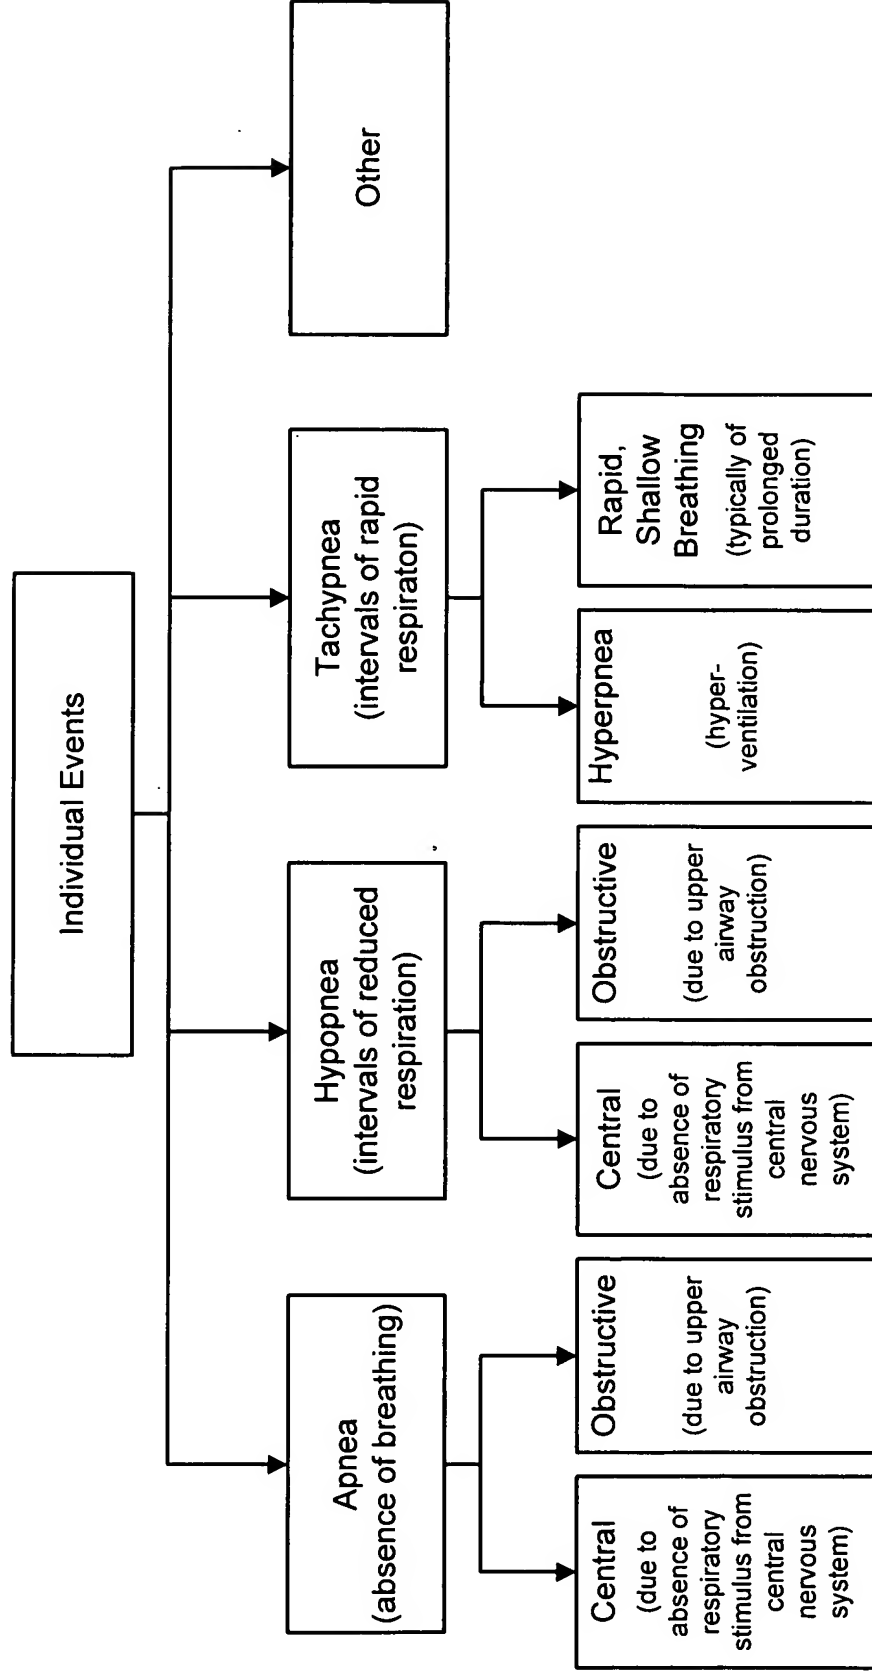 Individual Events
Apnea
(absence of breathing)
Hypopnea
(intervals of reduced
respiration)
Tachypnea
(intervals of rapid
respiraton)
Other
Central
(due to
absence of
respiratory
stimulus from
central
nervous
system)
Obstructive
(due to upper
airway
obstruction)
Central
(due to
absence of
respiratory
stimulus from
central
nervous
system)
Obstructive
(due to upper
airway
obstruction)
Hyperpnea
(hyper-
ventilation)
Rapid,
Shallow
Breathing
(typically of
prolonged
duration)